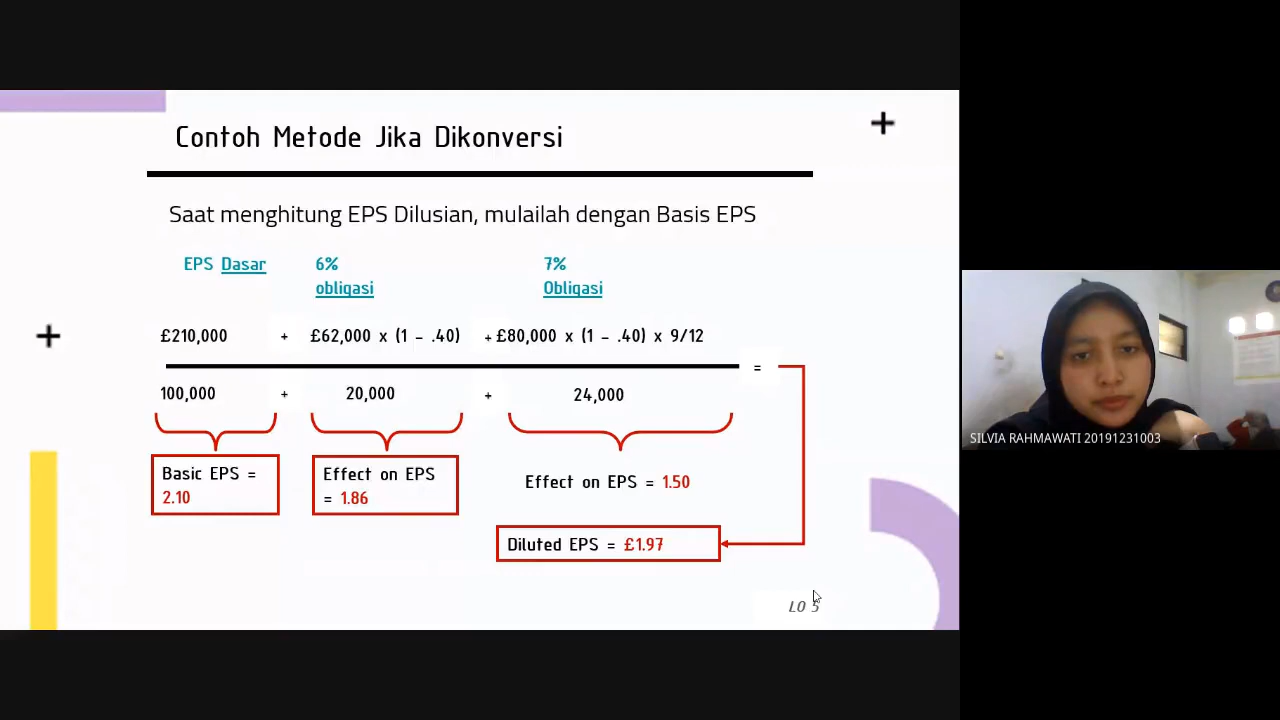 Contoh Metode Jika Dikonversi
Saat menghitung EPS Dilusian, mulailah dengan Basis EPS
EPS Dasar
6%
obligasi
7%
Obligasi
£210,000 + £62,000 x (1 - .40) + £80,000 x (1 - .40) x 9/12
=
100,000 + 20,000 + 24,000
Basic EPS =
2.10
Effect on EPS
= 1.86
Effect on EPS = 1.50
Diluted EPS = £1.97
LO 5
SILVIA RAHMAWATI 20191231003